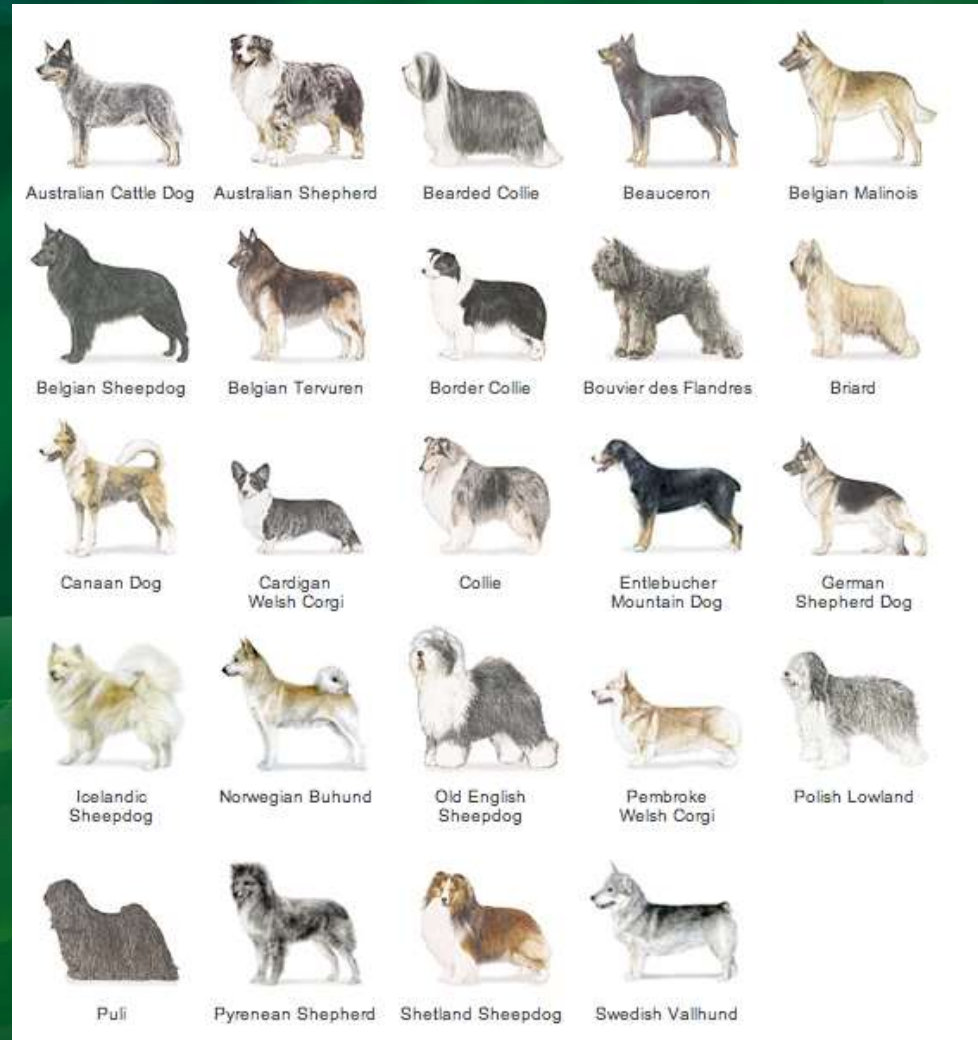 Australian Cattle Dog
Australian Shepherd
Bearded Collie
Beauceron
Belgian Malinois
Belgian Sheepdog
Belgian Tervuren
Border Collie
Bouvier des Flandres
Briard
Canaan Dog
Cardigan
Welsh Corgi
Collie
Entlebucher
Mountain Dog
German
Shepherd Dog
Icelandic
Sheepdog
Norwegian Buhund
Old English
Sheepdog
Pembroke
Welsh Corgi
Polish Lowland
Puli
Pyrenean Shepherd
Shetland Sheepdog
Swedish Vallhund